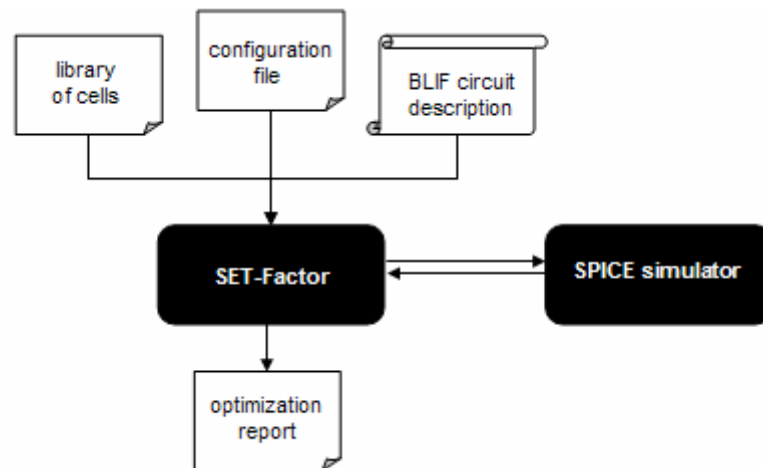 library
of cells
configuration
file
BLIF circuit
description
SET-Factor
SPICE simulator
optimization
report